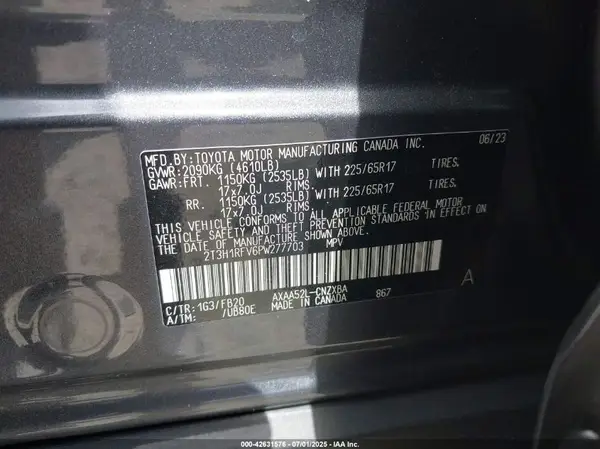 MFD.BY:TOYOTA MOTOR MANUFACTURING CANADA INC. 06/23
GVWR:2090KG (4610LB)
GAWR:FRT. 1150KG (2535LB) WITH 225/65R17 TIRES.
17x7.0J RIMS.
RR. 1150KG (2535LB) WITH 225/65R17 TIRES.
17x7.0J RIMS.
THIS VEHICLE CONFORMS TO ALL APPLICABLE FEDERAL MOTOR
VEHICLE SAFETY AND THEFT PREVENTION STANDARDS IN EFFECT
ON THE DATE OF MANUFACTURE SHOWN ABOVE.
2T3H1RFV6PW277703 MPV
A
C/TR:1G3/FB20 AXAA52L-CNZXBA 867
A/TM: /UB80E MADE IN CANADA
000-42631578 - 07/01/2025 - IAA Inc.